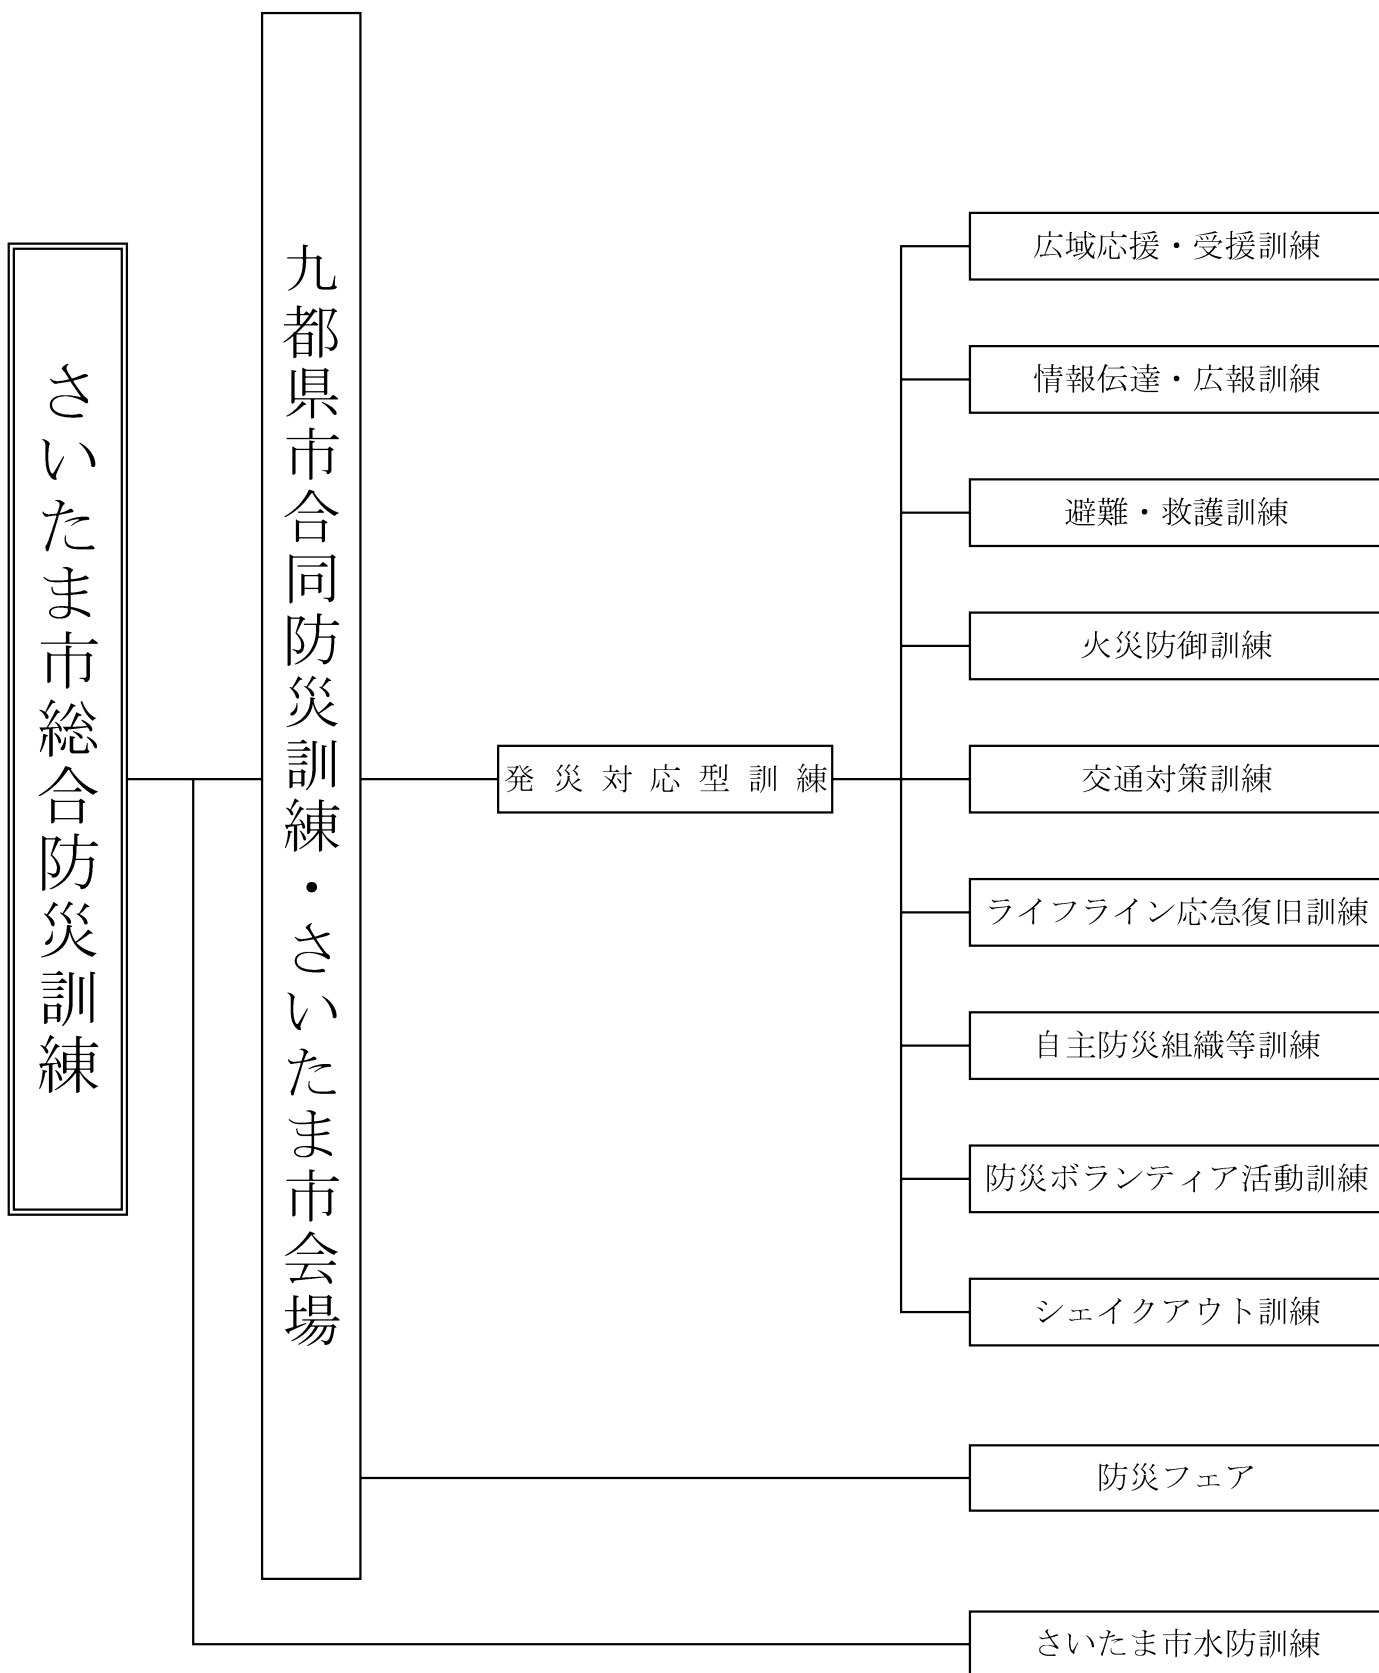 さいたま市総合防災訓練
九都県市合同防災訓練・さいたま市会場
発災対応型訓練
広域応援・受援訓練
情報伝達・広報訓練
避難・救護訓練
火災防御訓練
交通対策訓練
ライフライン応急復旧訓練
自主防災組織等訓練
防災ボランティア活動訓練
シェイクアウト訓練
防災フェア
さいたま市水防訓練